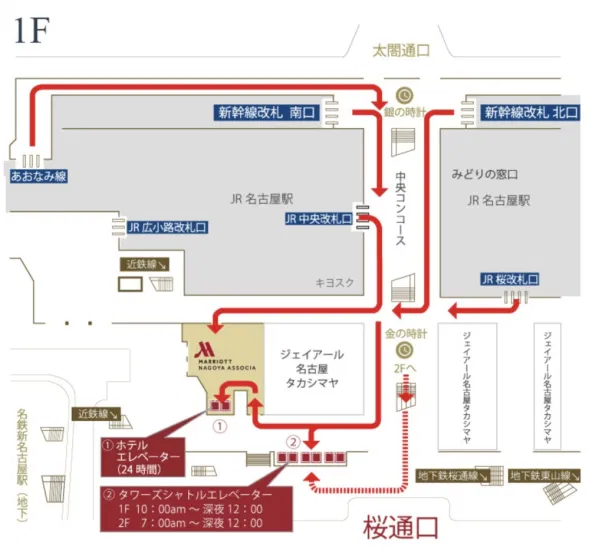 1F
太閤通口
銀の時計
新幹線改札 南口
新幹線改札 北口
あおなみ線
中央コンコース
みどりの窓口
JR 名古屋駅
JR 名古屋駅
JR 中央改札口
JR 広小路改札口
近鉄線↘
キヨスク
JR 桜改札口
金の時計
2Fへ
MARRIOTT
NAGOYA ASSOCIA
ジェイアール
名古屋
タカシマヤ
ジェイアール
名古屋タカシマヤ
ジェイアール
名古屋タカシマヤ
名鉄新名古屋駅(地下)
近鉄線↘
①
②
① ホテル
エレベーター
(24時間)
地下鉄桜通線↘
地下鉄東山線↘
② タワーズシャトルエレベーター
1F 10:00am ～ 深夜 12:00
2F 7:00am ～ 深夜 12:00
桜通口